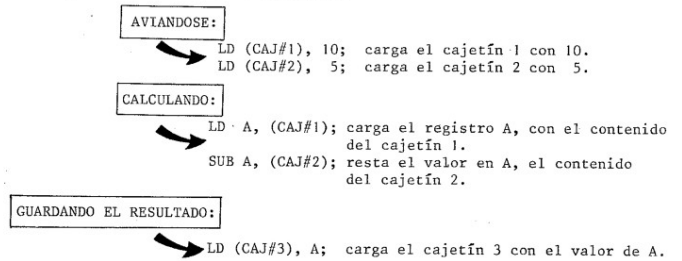 AVIANDOSE:
LD (CAJ#1), 10; carga el cajetín 1 con 10.
LD (CAJ#2), 5; carga el cajetín 2 con 5.
CALCULANDO:
LD A, (CAJ#1); carga el registro A, con el contenido
del cajetín 1.
SUB A, (CAJ#2); resta el valor en A, el contenido
del cajetín 2.
GUARDANDO EL RESULTADO:
LD (CAJ#3), A; carga el cajetín 3 con el valor de A.